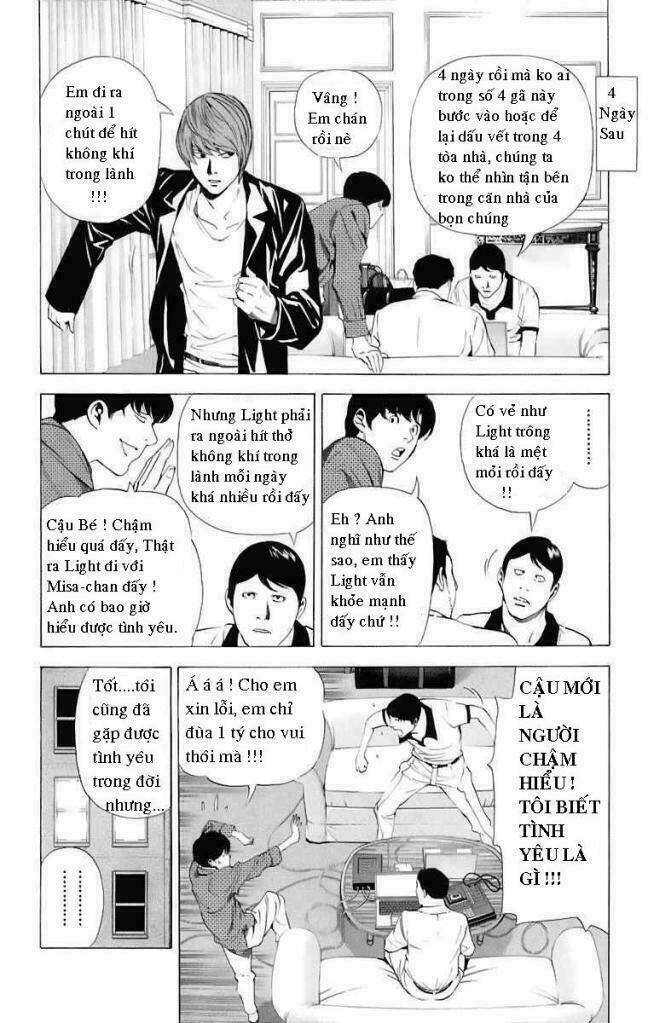 4
Ngày
Sau
4 ngày rồi mà ko ai
trong số 4 gã này
bước vào hoặc để
lại dấu vết trong 4
tòa nhà, chúng ta
ko thể nhìn tận bên
trong căn nhà của
bọn chúng
Vâng !
Em chán
rồi nè
Em đi ra
ngoài 1
chút để hít
không khí
trong lành
!!!
Có vẻ như
Light trông
khá là mệt
mỏi rồi đấy
!!
Eh ? Anh
nghĩ như thế
sao, em thấy
Light vẫn
khỏe mạnh
đấy chứ !!
Nhưng Light phải
ra ngoài hít thở
không khí trong
lành mỗi ngày
khá nhiều rồi đấy
Cậu Bé ! Chậm
hiểu quá đấy, Thật
ra Light đi với
Misa-chan đấy !
Anh có bao giờ
hiểu được tình yêu.
CẬU MỚI
LÀ
NGƯỜI
CHẬM
HIỂU !
TÔI BIẾT
TÌNH
YÊU LÀ
GÌ !!!
Á á á ! Cho em
xin lỗi, em chỉ
đùa 1 tý cho vui
thôi mà !!!
Tốt....tôi
cũng đã
gặp được
tình yêu
trong đời
nhưng...